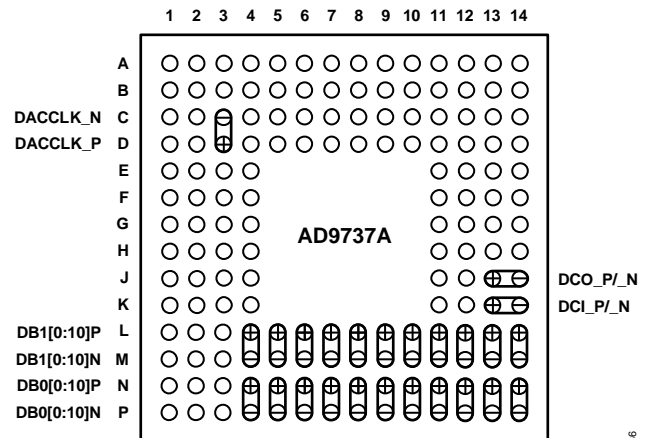 1 2 3 4 5 6 7 8 9 10 11 12 13 14
A
B
DACCLK_N C
DACCLK_P D
E
F
G
AD9737A
H
J DCO_P/_N
K DCI_P/_N
DB1[0:10]P L
DB1[0:10]N M
DB0[0:10]P N
DB0[0:10]N P